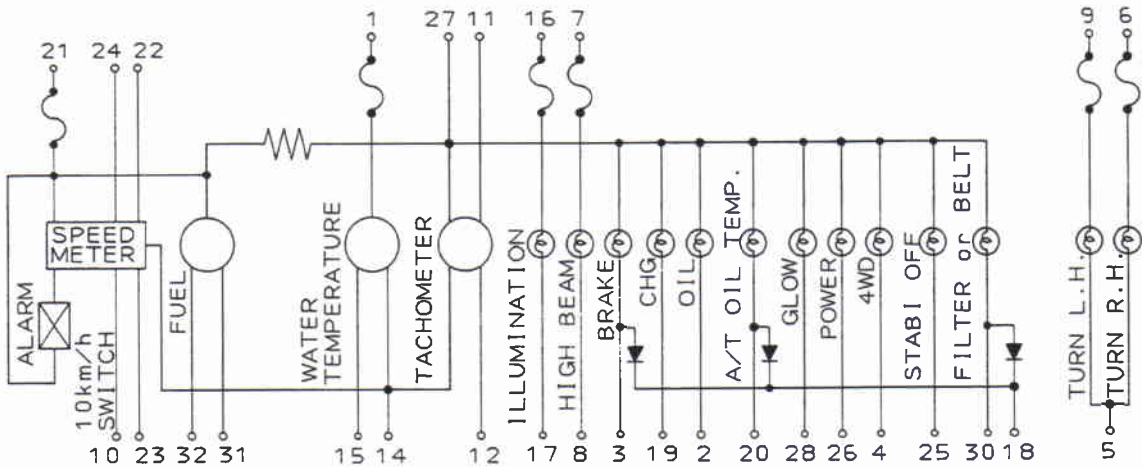 1 27 11 16 7 9 6
21 24 22
SPEED
METER
ALARM
10km/h
SWITCH
FUEL
WATER
TEMPERATURE
TACHOMETER
ILLUMINATION
HIGH BEAM
BRAKE
CHG
OIL
A/T OIL TEMP.
GLOW
POWER
4WD
STABI OFF
FILTER or BELT
TURN L.H.
TURN R.H.
10 23 32 31 15 14 12 17 8 3 19 2 20 28 26 4 25 30 18 5